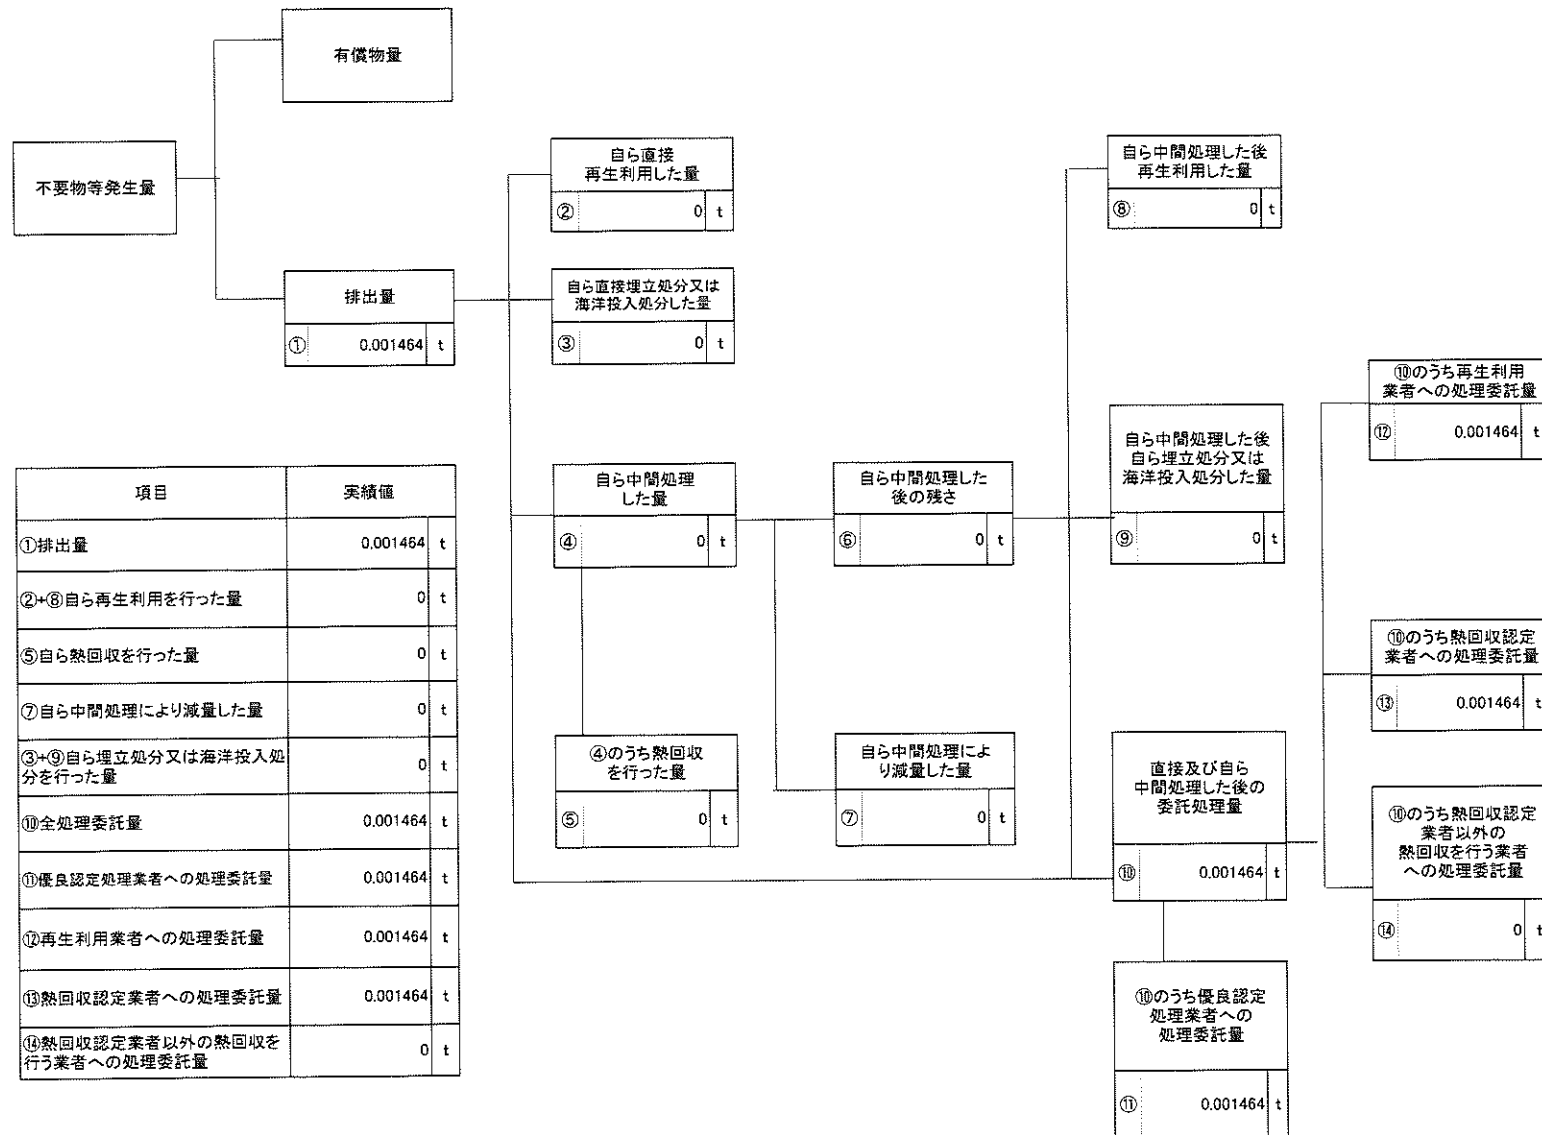 有償物量
不要物等発生量
排出量
① 0.001464 t
自ら直接
再生利用した量
② 0 t
自ら直接埋立処分又は
海洋投入処分した量
③ 0 t
自ら中間処理
した量
④ 0 t
④のうち熱回収
を行った量
⑤ 0 t
自ら中間処理した
後の残さ
⑥ 0 t
自ら中間処理によ
り減量した量
⑦ 0 t
自ら中間処理した後
再生利用した量
⑧ 0 t
自ら中間処理した後
自ら埋立処分又は
海洋投入処分した量
⑨ 0 t
直接及び自ら
中間処理した後の
委託処理量
⑩ 0.001464 t
⑩のうち優良認定
処理業者への
処理委託量
⑪ 0.001464 t
⑩のうち再生利用
業者への処理委託量
⑫ 0.001464 t
⑩のうち熱回収認定
業者への処理委託量
⑬ 0.001464 t
⑩のうち熱回収認定
業者以外の
熱回収を行う業者
への処理委託量
⑭ 0 t
項目 実績値
①排出量 0.001464 t
②+⑧自ら再生利用を行った量 0 t
⑤自ら熱回収を行った量 0 t
⑦自ら中間処理により減量した量 0 t
③+⑨自ら埋立処分又は海洋投入処
分を行った量 0 t
⑩全処理委託量 0.001464 t
⑪優良認定処理業者への処理委託量 0.001464 t
⑫再生利用業者への処理委託量 0.001464 t
⑬熱回収認定業者への処理委託量 0.001464 t
⑭熱回収認定業者以外の熱回収を
行う業者への処理委託量 0 t